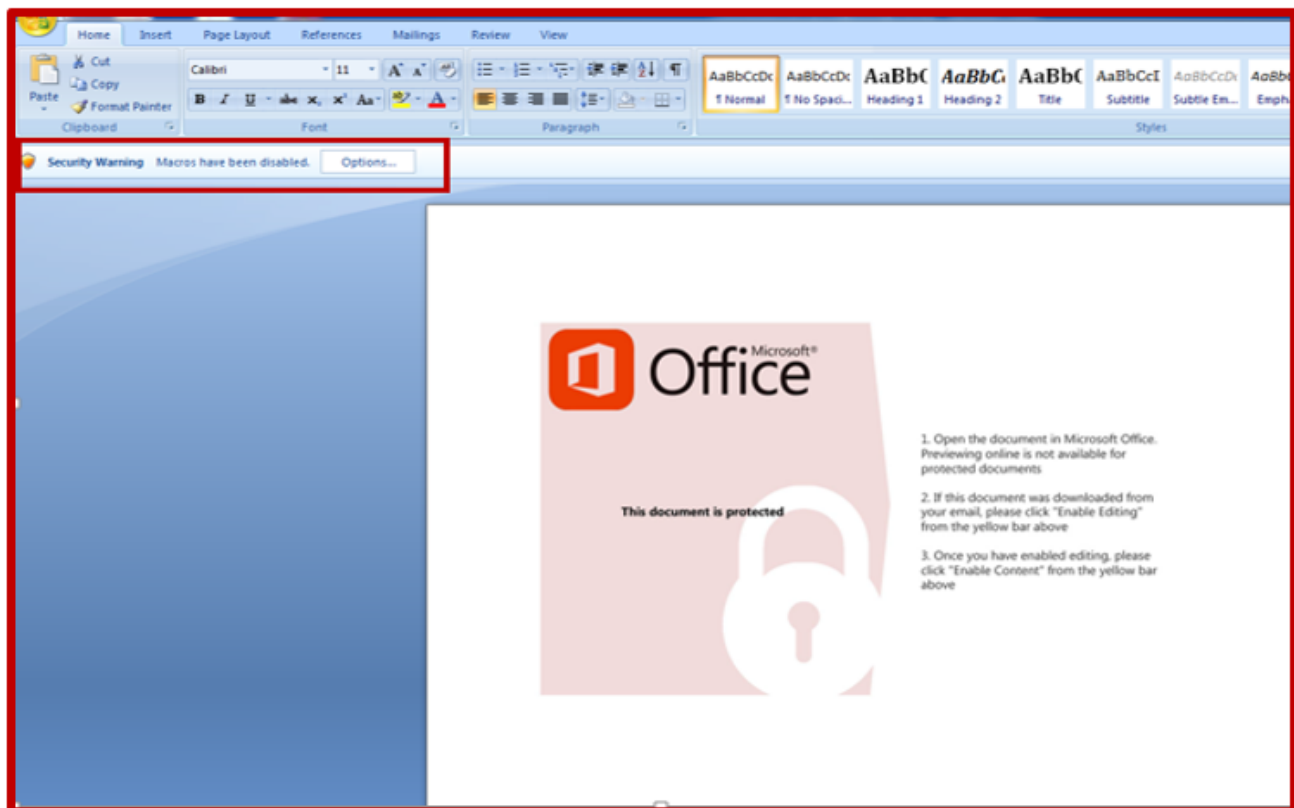 Home Insert Page Layout References Mailings Review View
Cut
Copy
Paste
Format Painter
Calibri 11 A A
B I U abe x, x² Aa A
AaBbCcDc AaBbCcDc AaBbC AaBbC AaBbC AaBbCcI AaBbCcDc AaBb
¶ Normal ¶ No Spaci... Heading 1 Heading 2 Title Subtitle Subtle Em... Emph
Clipboard Font Paragraph Styles
Security Warning Macros have been disabled. Options...
Microsoft®
Office
This document is protected
1. Open the document in Microsoft Office.
Previewing online is not available for
protected documents
2. If this document was downloaded from
your email, please click "Enable Editing"
from the yellow bar above
3. Once you have enabled editing, please
click "Enable Content" from the yellow bar
above